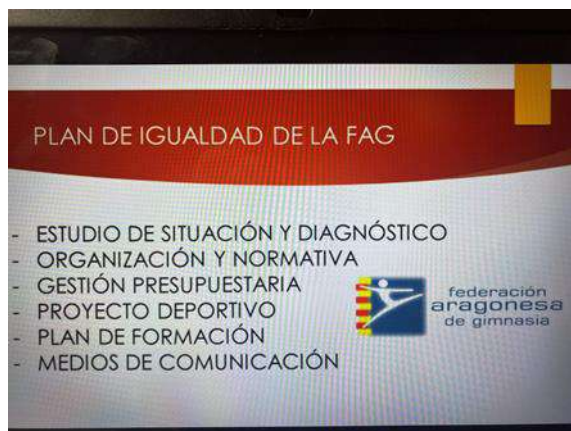 PLAN DE IGUALDAD DE LA FAG
- ESTUDIO DE SITUACIÓN Y DIAGNÓSTICO
- ORGANIZACIÓN Y NORMATIVA
- GESTIÓN PRESUPUESTARIA
- PROYECTO DEPORTIVO
- PLAN DE FORMACIÓN
- MEDIOS DE COMUNICACIÓN
federación
aragonesa
de gimnasia